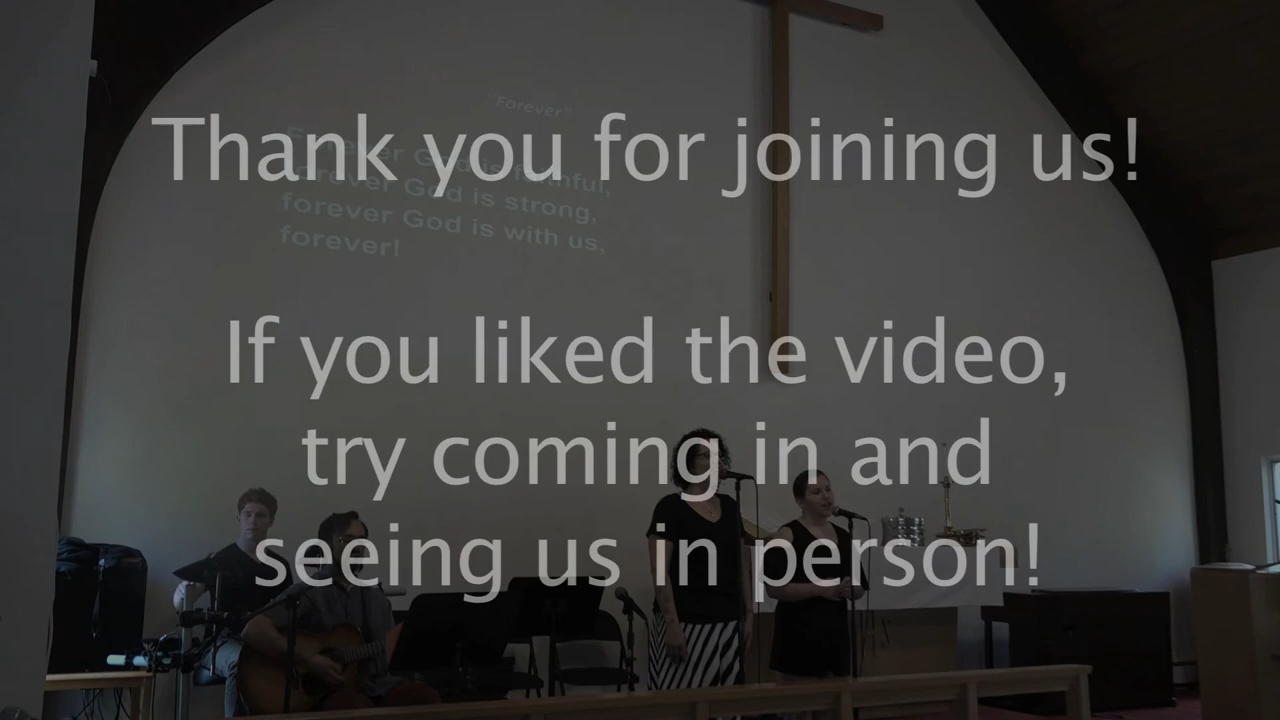 Thank you for joining us!
"Forever"
Forever God is faithful,
forever God is strong,
forever God is with us,
forever!
If you liked the video,
try coming in and
seeing us in person!